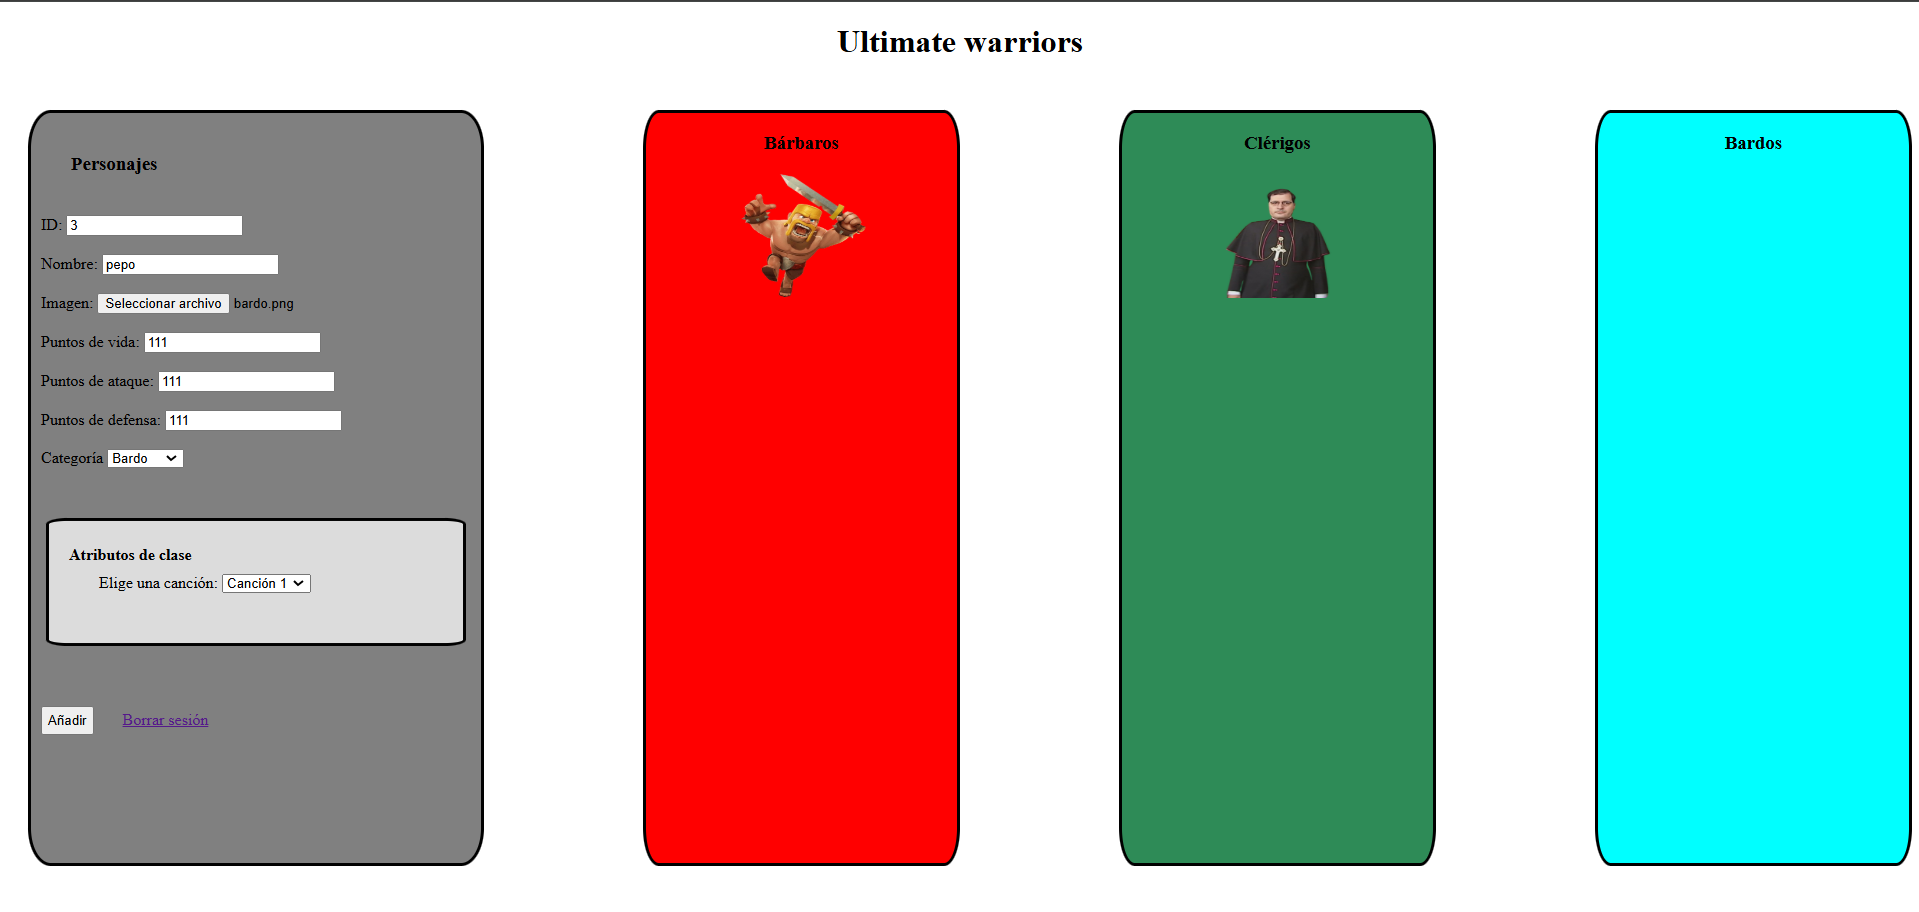 Ultimate warriors
Personajes
ID: 3
Nombre: pepo
Imagen: Seleccionar archivo bardo.png
Puntos de vida: 111
Puntos de ataque: 111
Puntos de defensa: 111
Categoría Bardo
Atributos de clase
Elige una canción: Canción 1
Añadir Borrar sesión
Bárbaros
Clérigos
Bardos